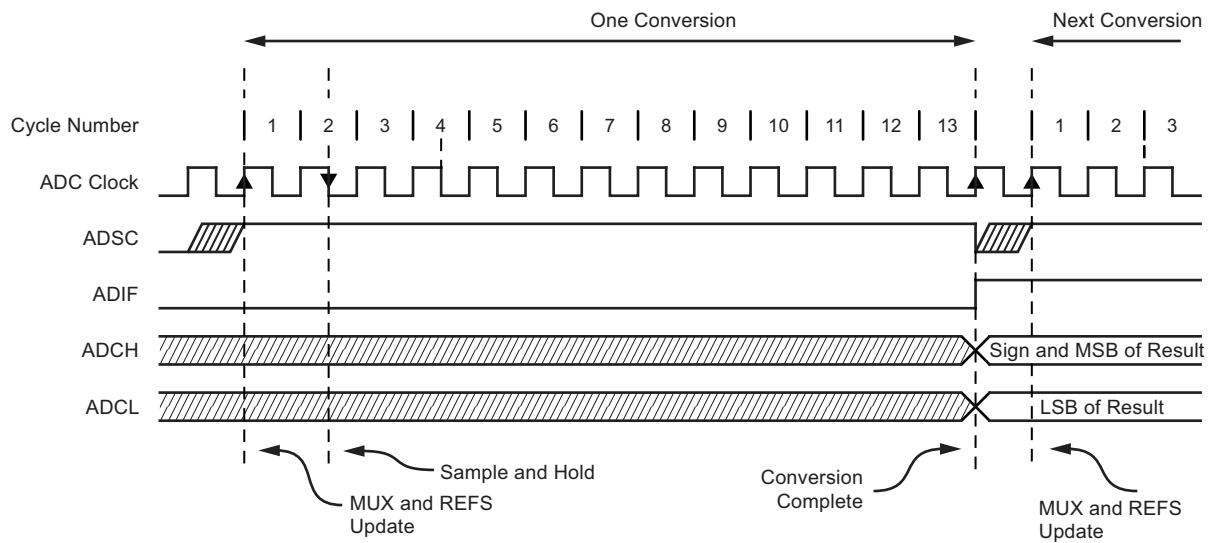 One Conversion
Next Conversion
Cycle Number 1 2 3 4 5 6 7 8 9 10 11 12 13 1 2 3
ADC Clock
ADSC
ADIF
ADCH
Sign and MSB of Result
ADCL
LSB of Result
Sample and Hold
MUX and REFS
Update
Conversion
Complete
MUX and REFS
Update